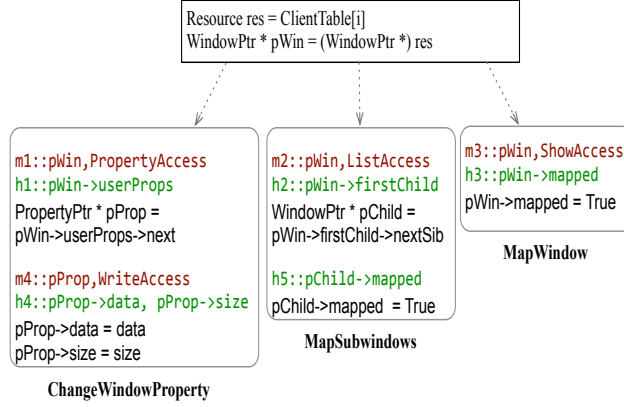 Resource res = ClientTable[i]
WindowPtr * pWin = (WindowPtr *) res
m1::pWin,PropertyAccess
h1::pWin->userProps
PropertyPtr * pProp =
pWin->userProps->next
m4::pProp,WriteAccess
h4::pProp->data, pProp->size
pProp->data = data
pProp->size = size
ChangeWindowProperty
m2::pWin,ListAccess
h2::pWin->firstChild
WindowPtr * pChild =
pWin->firstChild->nextSib
h5::pChild->mapped
pChild->mapped = True
MapSubwindows
m3::pWin,ShowAccess
h3::pWin->mapped
pWin->mapped = True
MapWindow